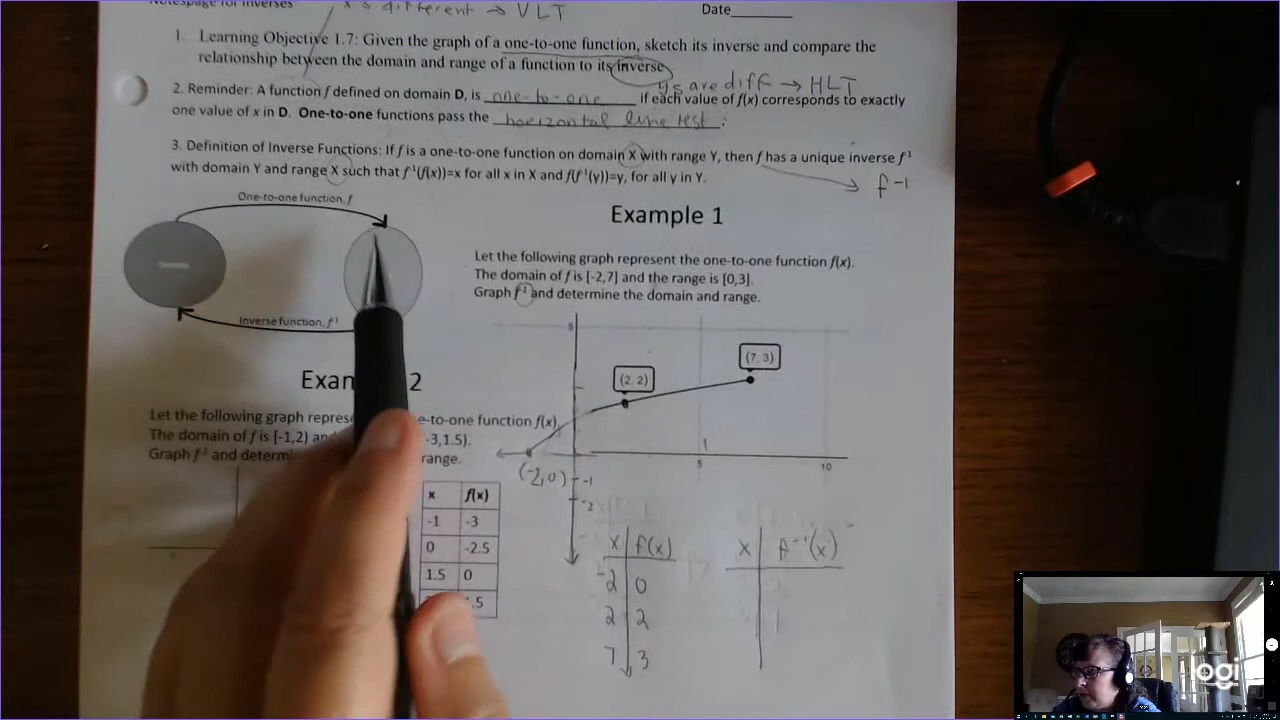 Notespage for Inverses
x's different → VLT
Date________
1. Learning Objective 1.7: Given the graph of a one-to-one function, sketch its inverse and compare the
relationship between the domain and range of a function to its inverse
y's are diff → HLT
2. Reminder: A function f defined on domain D, is one-to-one if each value of f(x) corresponds to exactly
one value of x in D. One-to-one functions pass the horizontal line test.
3. Definition of Inverse Functions: If f is a one-to-one function on domain X with range Y, then f has a unique inverse f⁻¹
with domain Y and range X such that f⁻¹(f(x))=x for all x in X and f(f⁻¹(y))=y, for all y in Y.
f⁻¹
One-to-one function, f
Inverse function, f⁻¹
Example 1
Let the following graph represent the one-to-one function f(x).
The domain of f is [-2,7] and the range is [0,3].
Graph f⁻¹ and determine the domain and range.
5
(7, 3)
(2, 2)
(-2,0)
-1
-2
5
10
x f(x)
-2 0
2 2
7 3
x f⁻¹(x)
Exam 2
Let the following graph repres e-to-one function f(x).
The domain of f is [-1,2) an -3,1.5).
Graph f⁻¹ and determi range.
x f(x)
-1 -3
0 -2.5
1.5 0
.5
logi